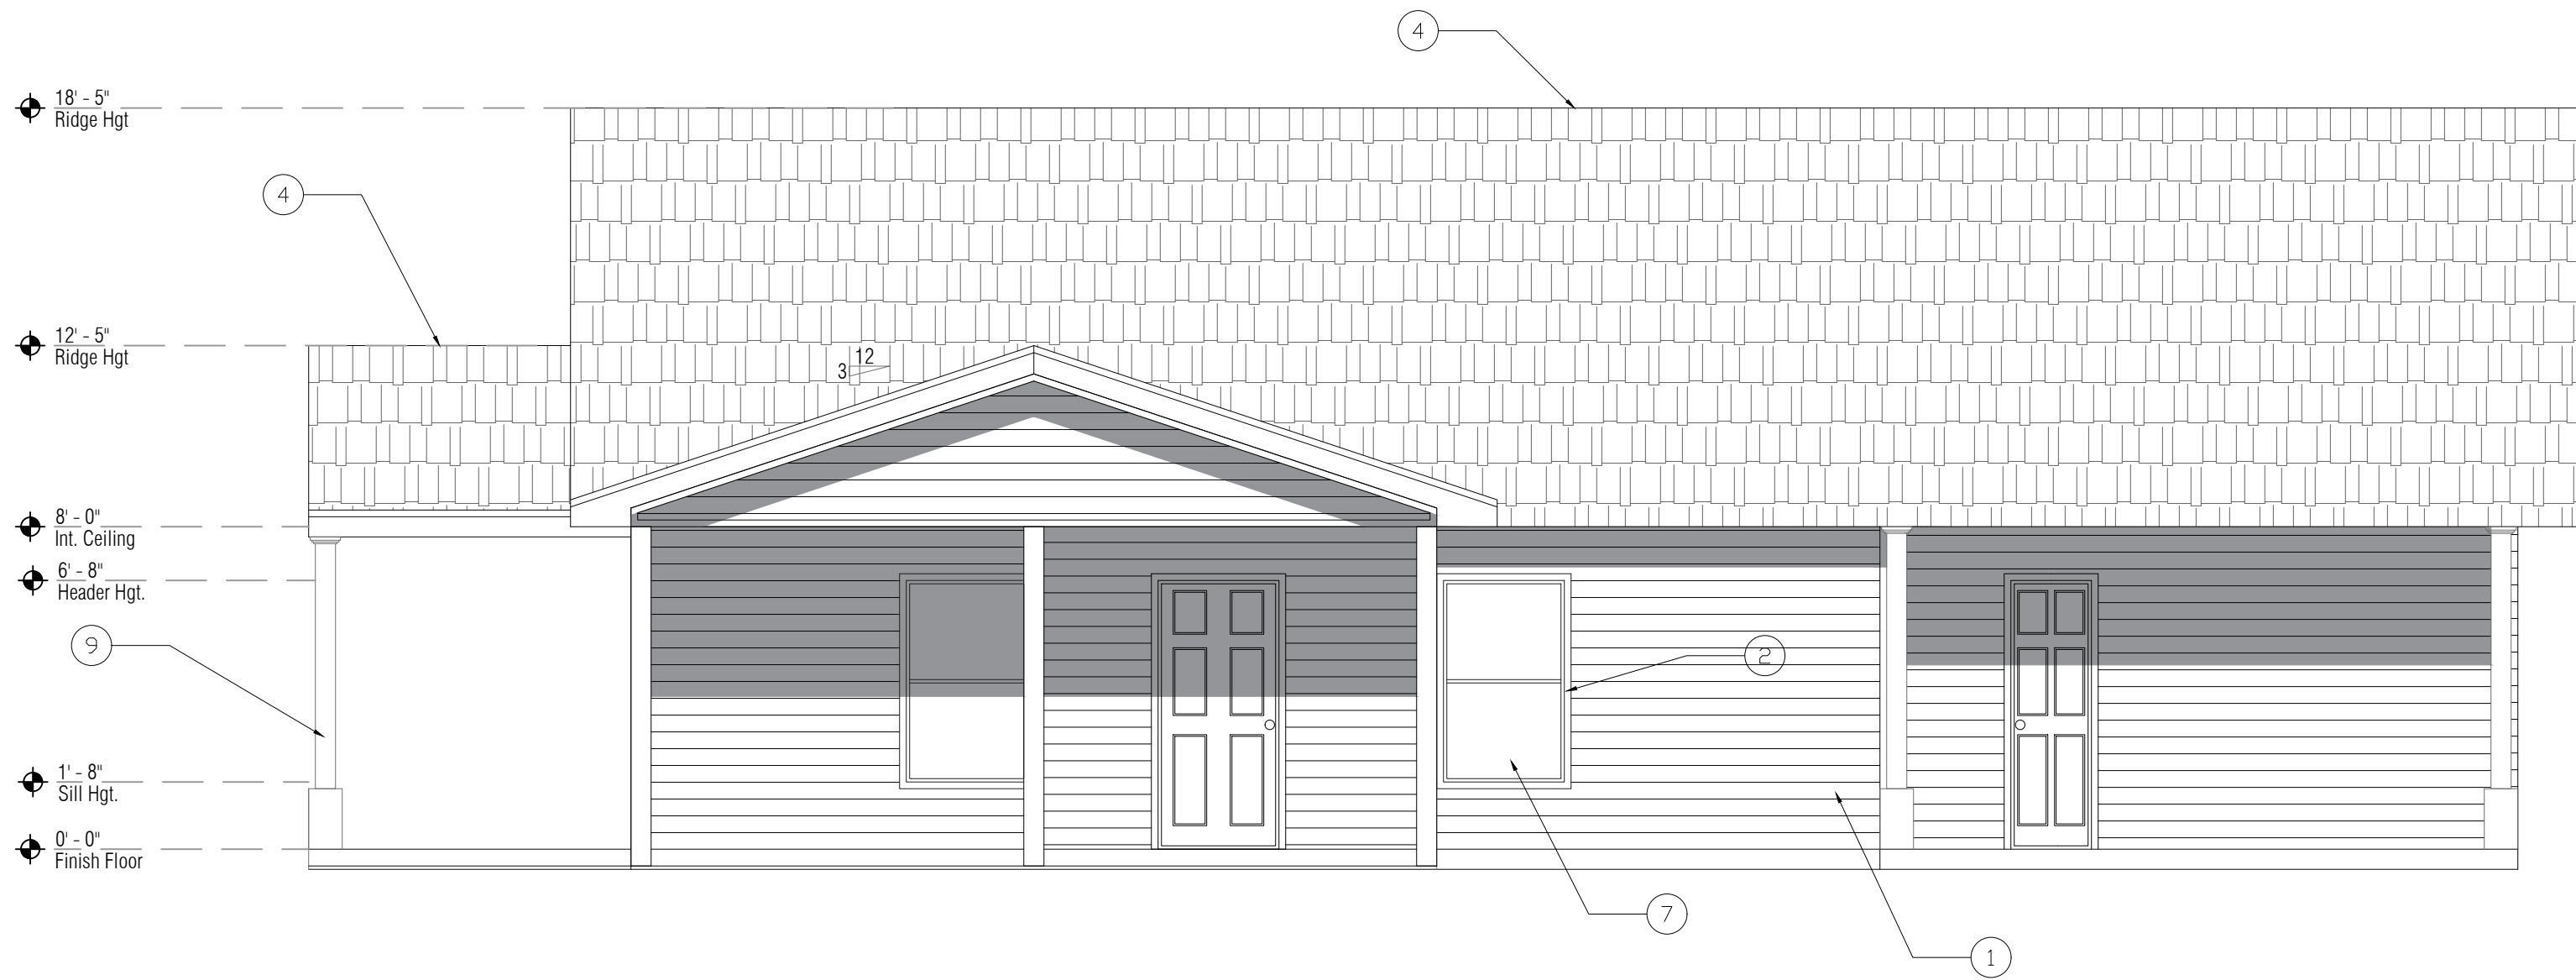 4
18' - 5"
Ridge Hgt
4
12' - 5"
Ridge Hgt
12
3
8' - 0"
Int. Ceiling
6' - 8"
Header Hgt.
9
2
1' - 8"
Sill Hgt.
0' - 0"
Finish Floor
7
1